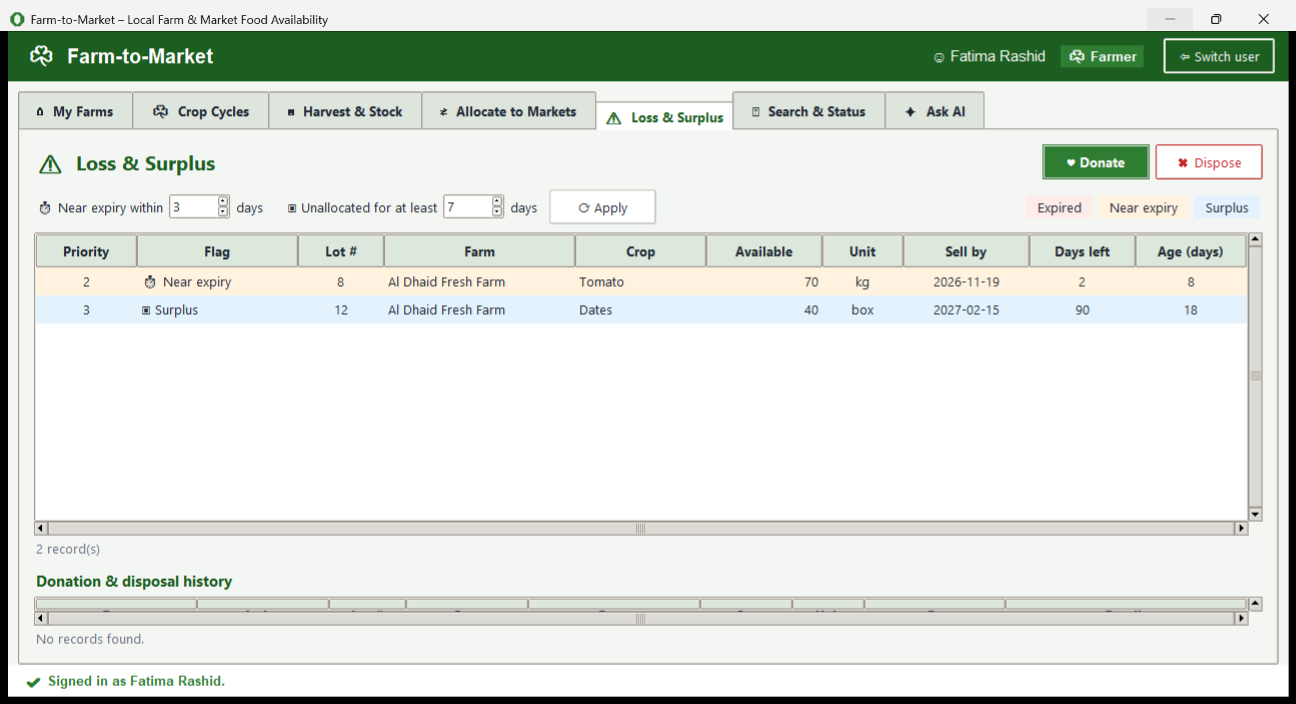 Farm-to-Market – Local Farm & Market Food Availability
Farm-to-Market
Fatima Rashid
Farmer
Switch user
My Farms
Crop Cycles
Harvest & Stock
Allocate to Markets
Loss & Surplus
Search & Status
Ask AI
Loss & Surplus
Donate
Dispose
Near expiry within 3 days
Unallocated for at least 7 days
Apply
Expired
Near expiry
Surplus
Priority Flag Lot # Farm Crop Available Unit Sell by Days left Age (days)
2 Near expiry 8 Al Dhaid Fresh Farm Tomato 70 kg 2026-11-19 2 8
3 Surplus 12 Al Dhaid Fresh Farm Dates 40 box 2027-02-15 90 18
2 record(s)
Donation & disposal history
No records found.
Signed in as Fatima Rashid.